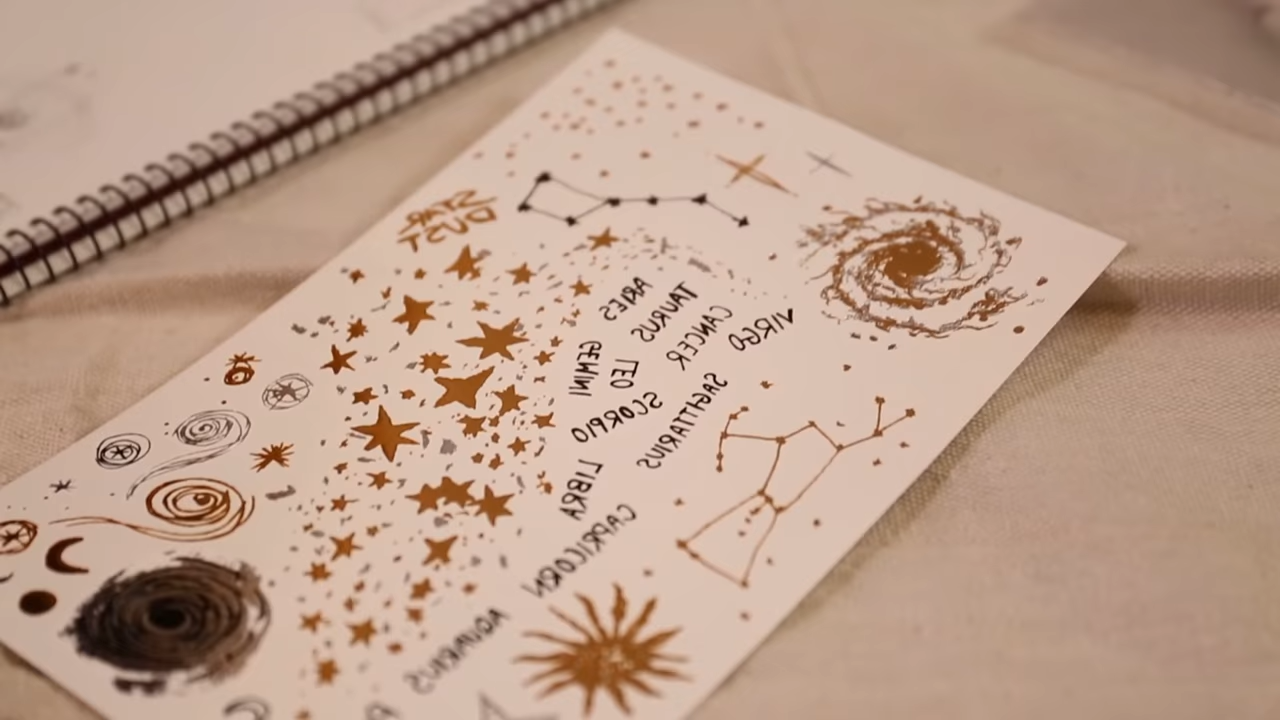 STAR
DUST
ARIES
TAURUS
CANCER
VIRGO
GEMINI
LEO
SCORPIO
SAGITTARIUS
LIBRA
CAPRICORN
AQUARIUS